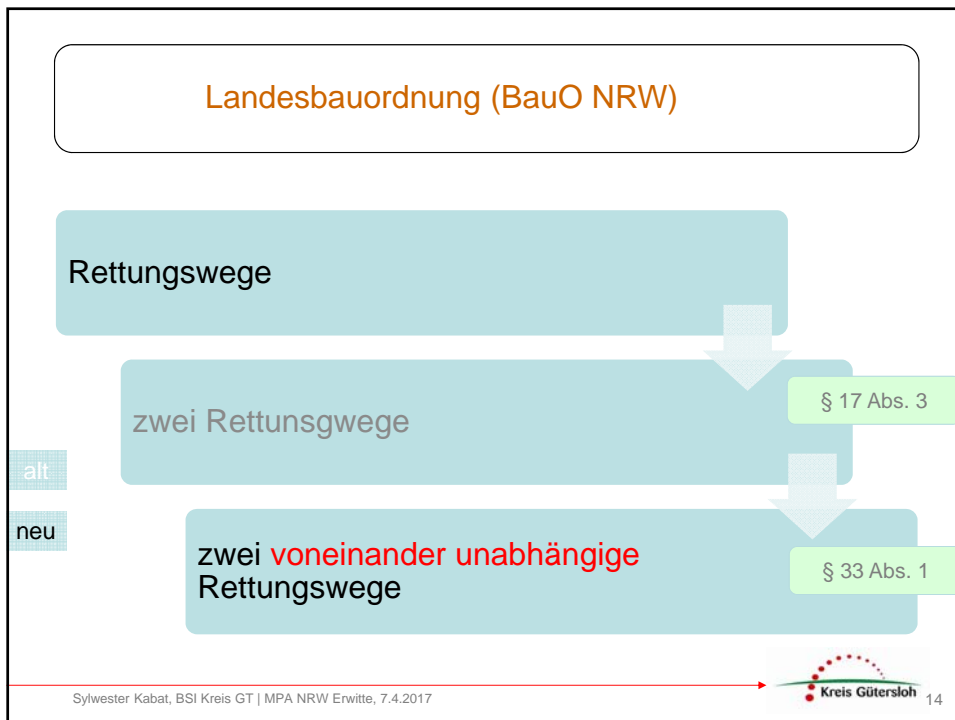 Landesbauordnung (BauO NRW)
Rettungswege
zwei Rettunsgwege
§ 17 Abs. 3
alt
neu
zwei voneinander unabhängige
Rettungswege
§ 33 Abs. 1
Sylwester Kabat, BSI Kreis GT | MPA NRW Erwitte, 7.4.2017
Kreis Gütersloh
14